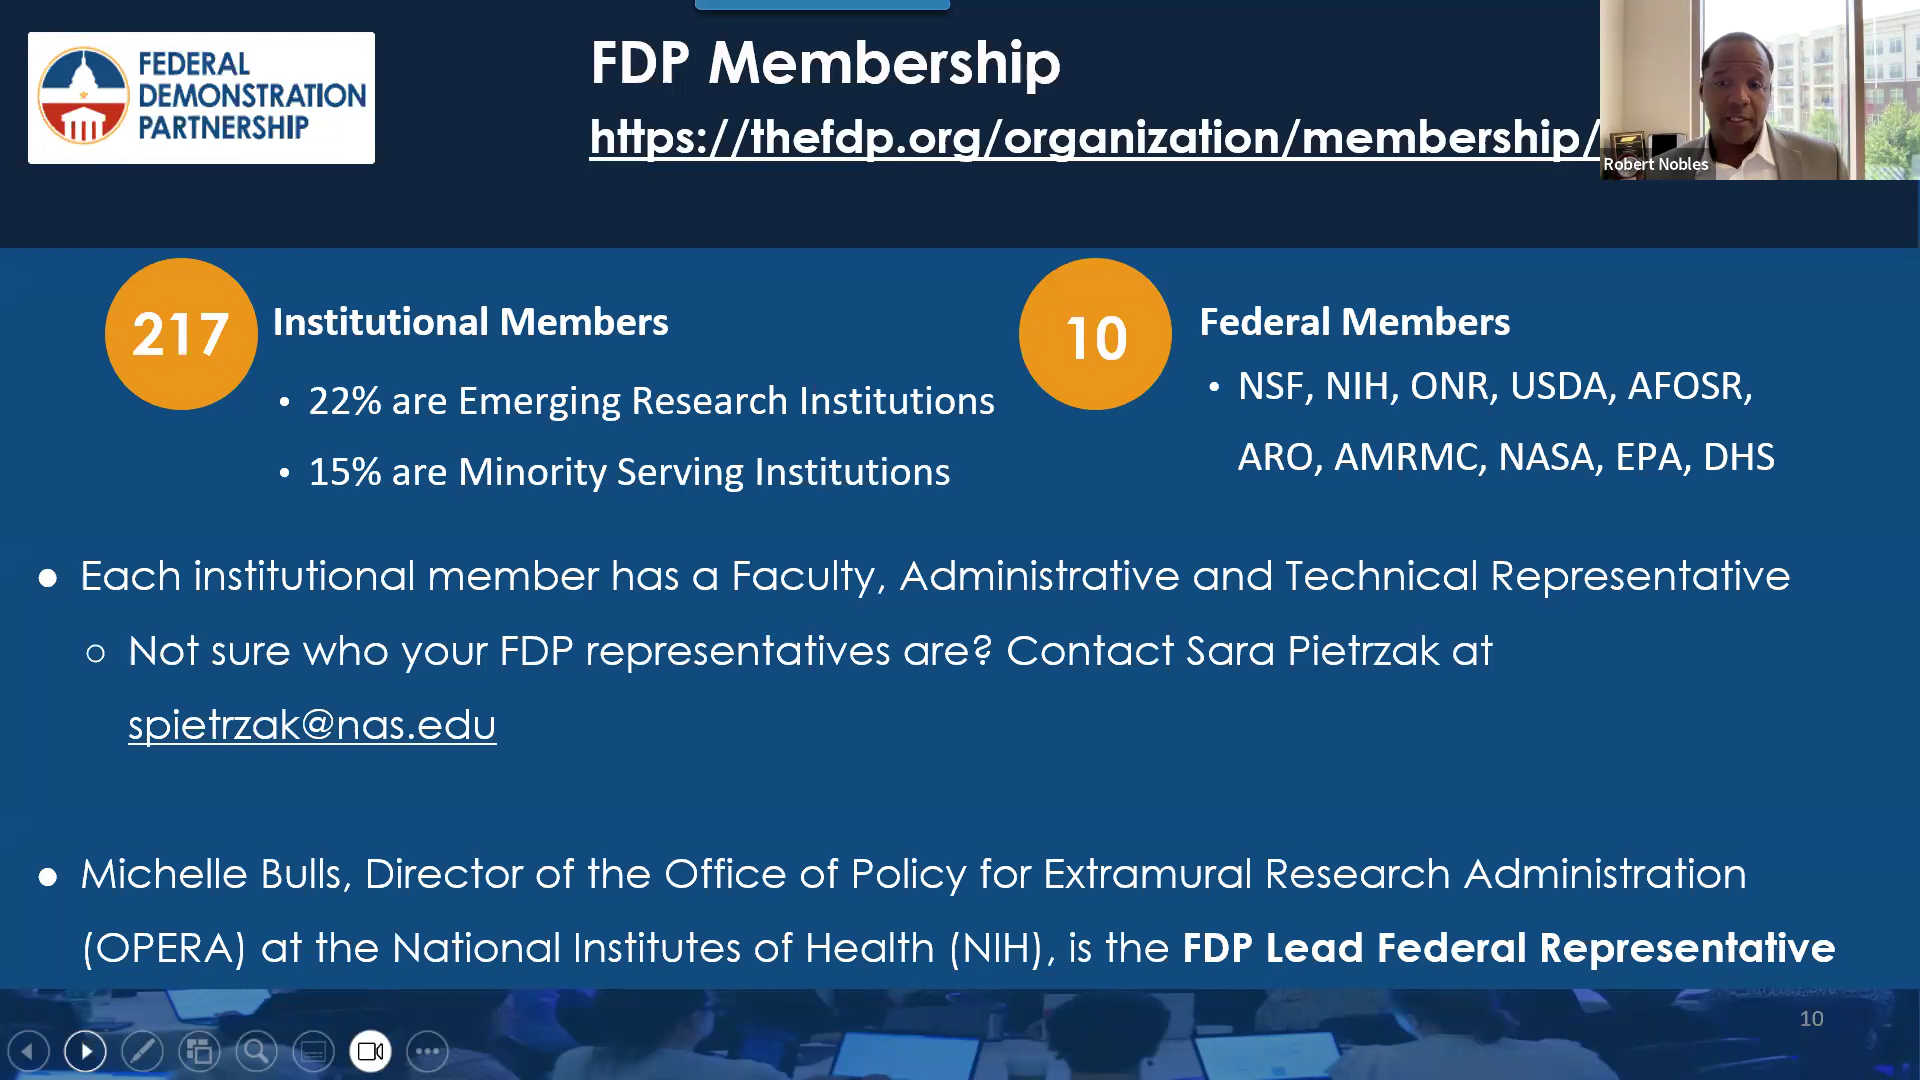 FEDERAL
DEMONSTRATION
PARTNERSHIP
FDP Membership
https://thefdp.org/organization/membership/
Robert Nobles
217
Institutional Members
• 22% are Emerging Research Institutions
• 15% are Minority Serving Institutions
10
Federal Members
• NSF, NIH, ONR, USDA, AFOSR,
ARO, AMRMC, NASA, EPA, DHS
● Each institutional member has a Faculty, Administrative and Technical Representative
○ Not sure who your FDP representatives are? Contact Sara Pietrzak at
spietrzak@nas.edu
● Michelle Bulls, Director of the Office of Policy for Extramural Research Administration
(OPERA) at the National Institutes of Health (NIH), is the FDP Lead Federal Representative
10